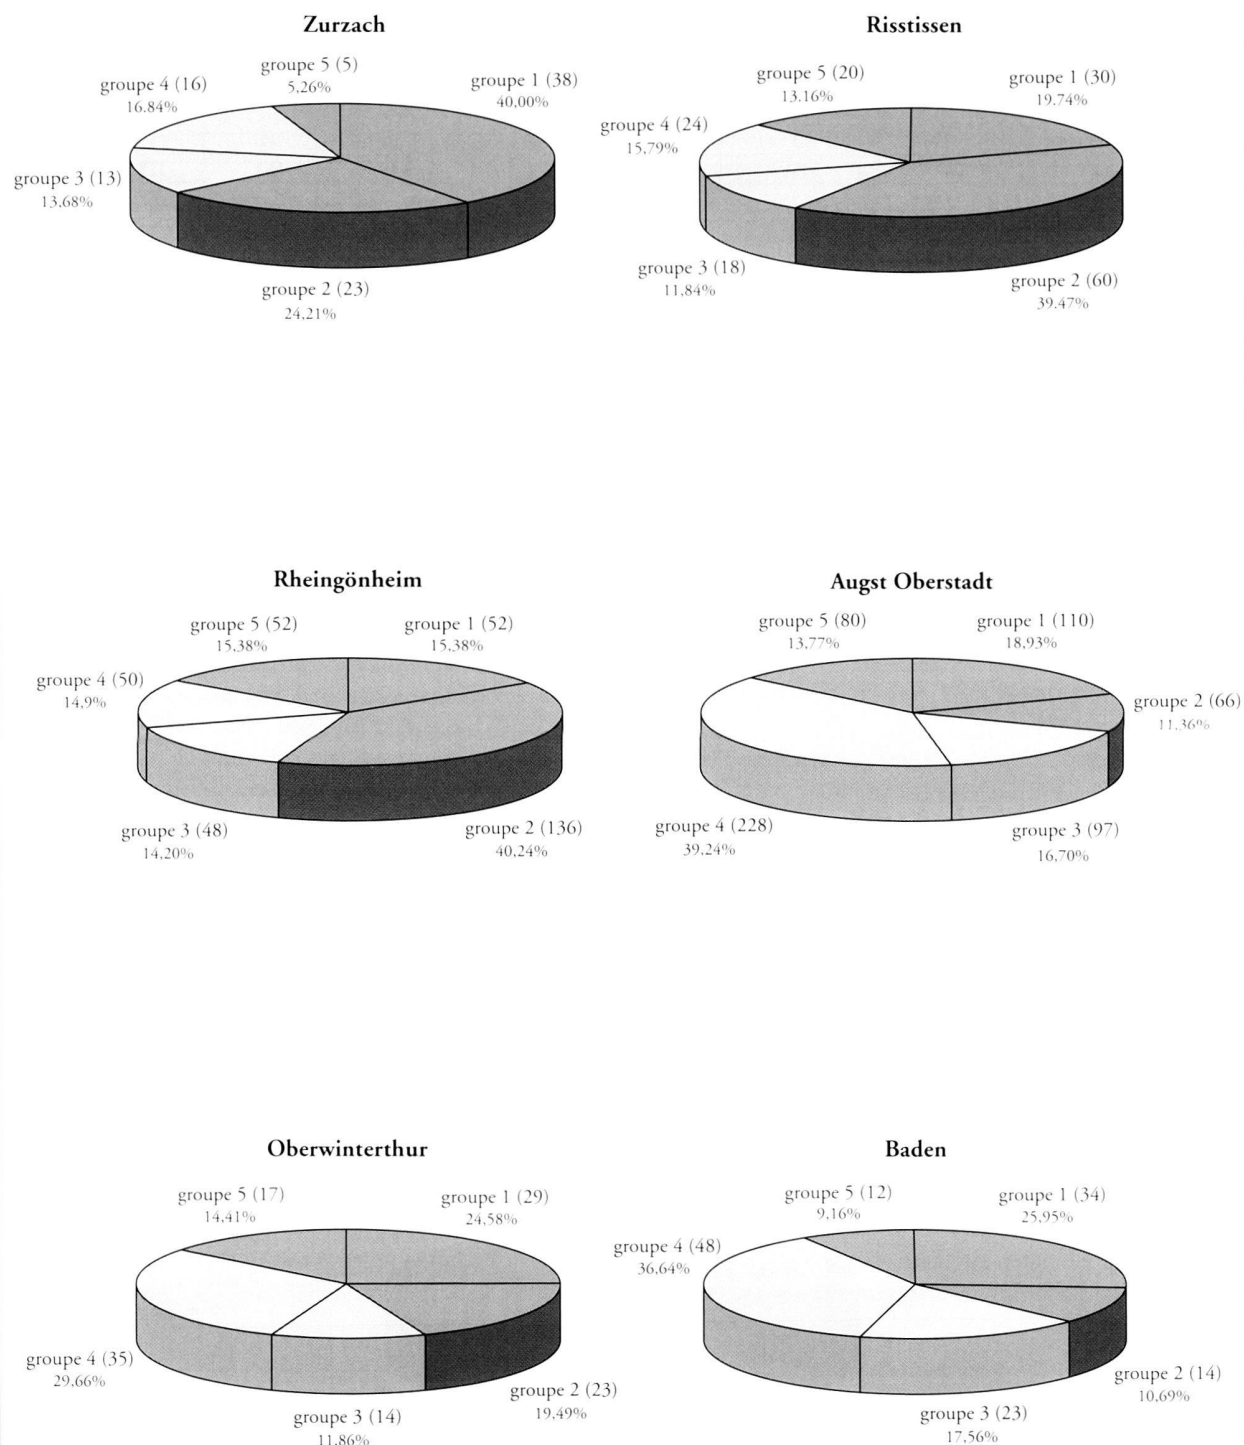 Zurzach
groupe 5 (5)
5,26%
groupe 1 (38)
40,00%
groupe 4 (16)
16,84%
groupe 3 (13)
13,68%
groupe 2 (23)
24,21%
Risstissen
groupe 5 (20)
13,16%
groupe 1 (30)
19,74%
groupe 4 (24)
15,79%
groupe 3 (18)
11,84%
groupe 2 (60)
39,47%
Rheingönheim
groupe 5 (52)
15,38%
groupe 1 (52)
15,38%
groupe 4 (50)
14,9%
groupe 3 (48)
14,20%
groupe 2 (136)
40,24%
Augst Oberstadt
groupe 5 (80)
13,77%
groupe 1 (110)
18,93%
groupe 2 (66)
11,36%
groupe 4 (228)
39,24%
groupe 3 (97)
16,70%
Oberwinterthur
groupe 5 (17)
14,41%
groupe 1 (29)
24,58%
groupe 4 (35)
29,66%
groupe 3 (14)
11,86%
groupe 2 (23)
19,49%
Baden
groupe 5 (12)
9,16%
groupe 1 (34)
25,95%
groupe 4 (48)
36,64%
groupe 2 (14)
10,69%
groupe 3 (23)
17,56%